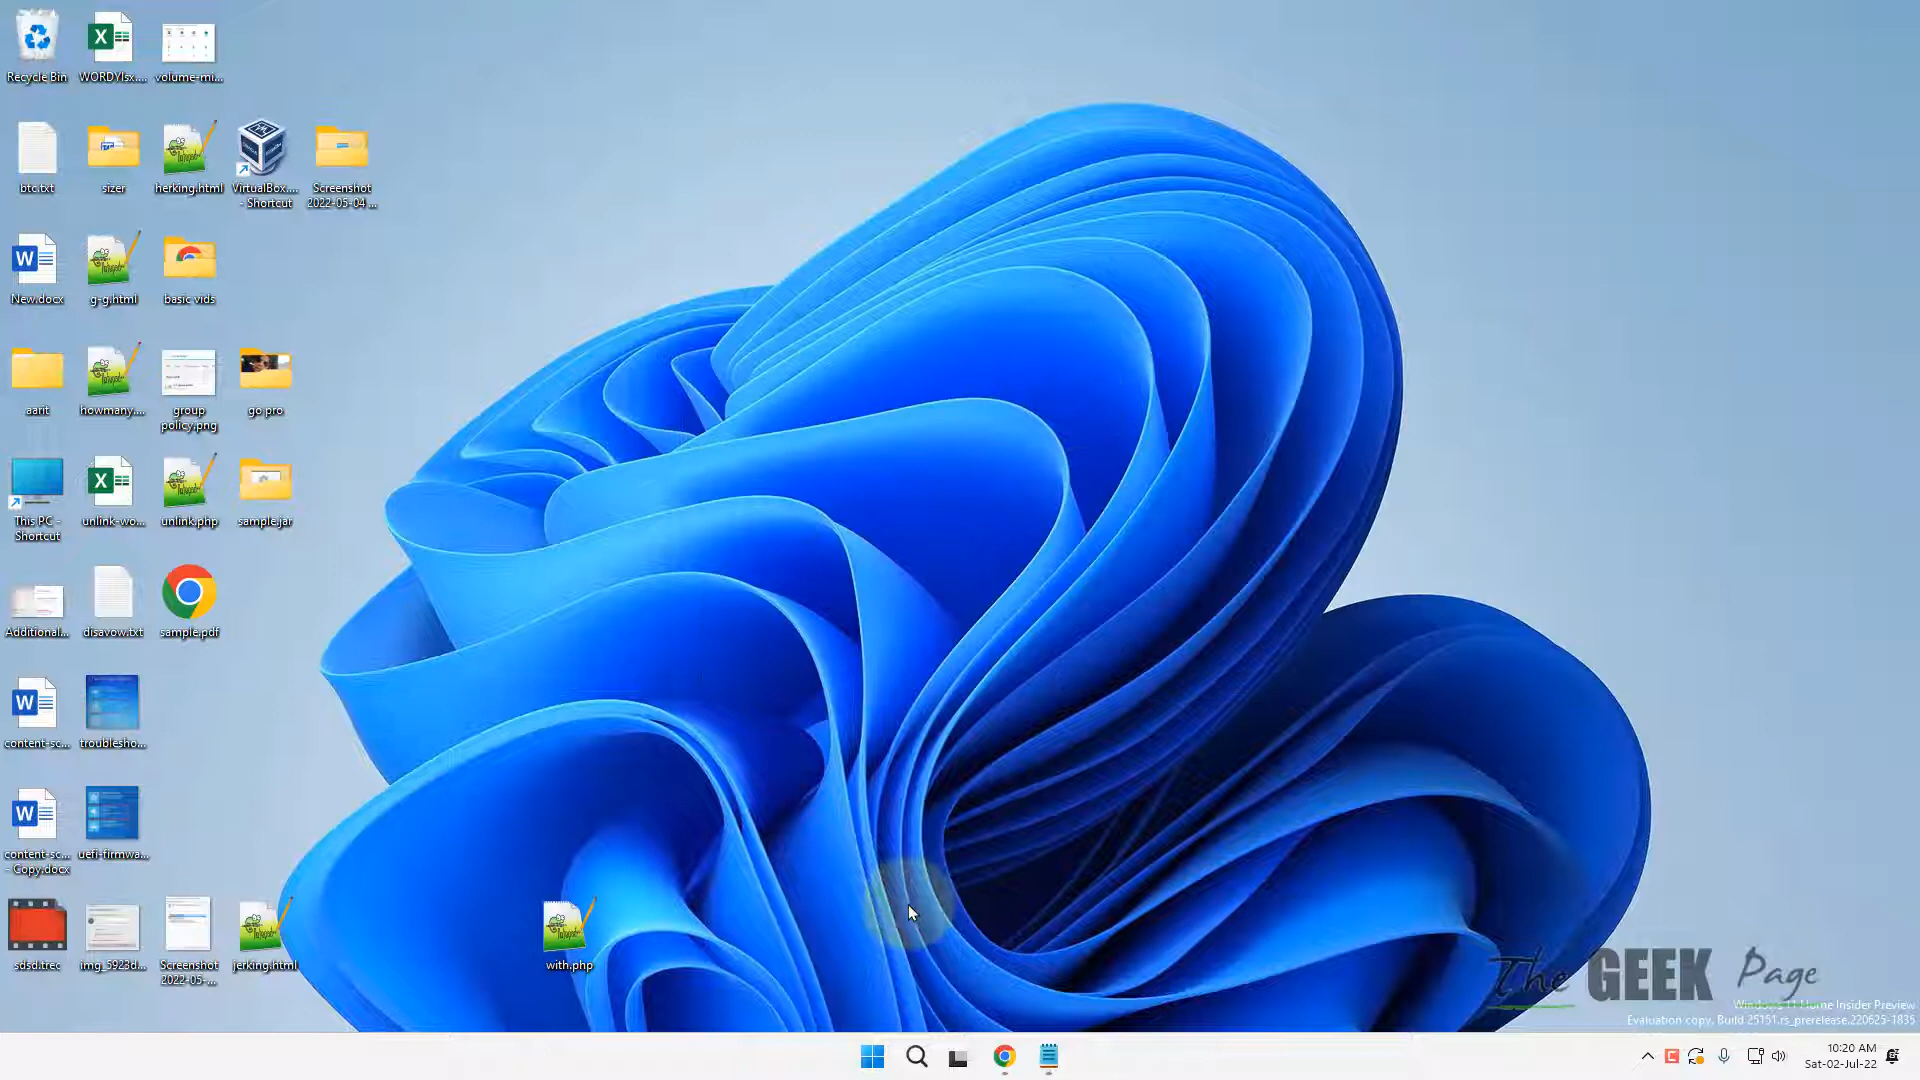 Recycle Bin
WORDYlsx....
volume-mi...
btc.txt
sizer
herking.html
VirtualBox....
- Shortcut
Screenshot
2022-05-04 ...
New.docx
g-g.html
basic vids
aarit
howmany....
group
policy.png
go pro
This PC -
Shortcut
unlink-wo...
unlink.php
sample.jar
Additional...
disavow.txt
sample.pdf
content-sc...
troublesho...
content-sc...
- Copy.docx
uefi-firmwa...
sdsd.trec
img_5923d...
Screenshot
2022-05-...
jerking.html
with.php
The GEEK Page
Windows 11 Home Insider Preview
Evaluation copy. Build 25151.rs_prerelease.220625-1835
10:20 AM
Sat-02-Jul-22